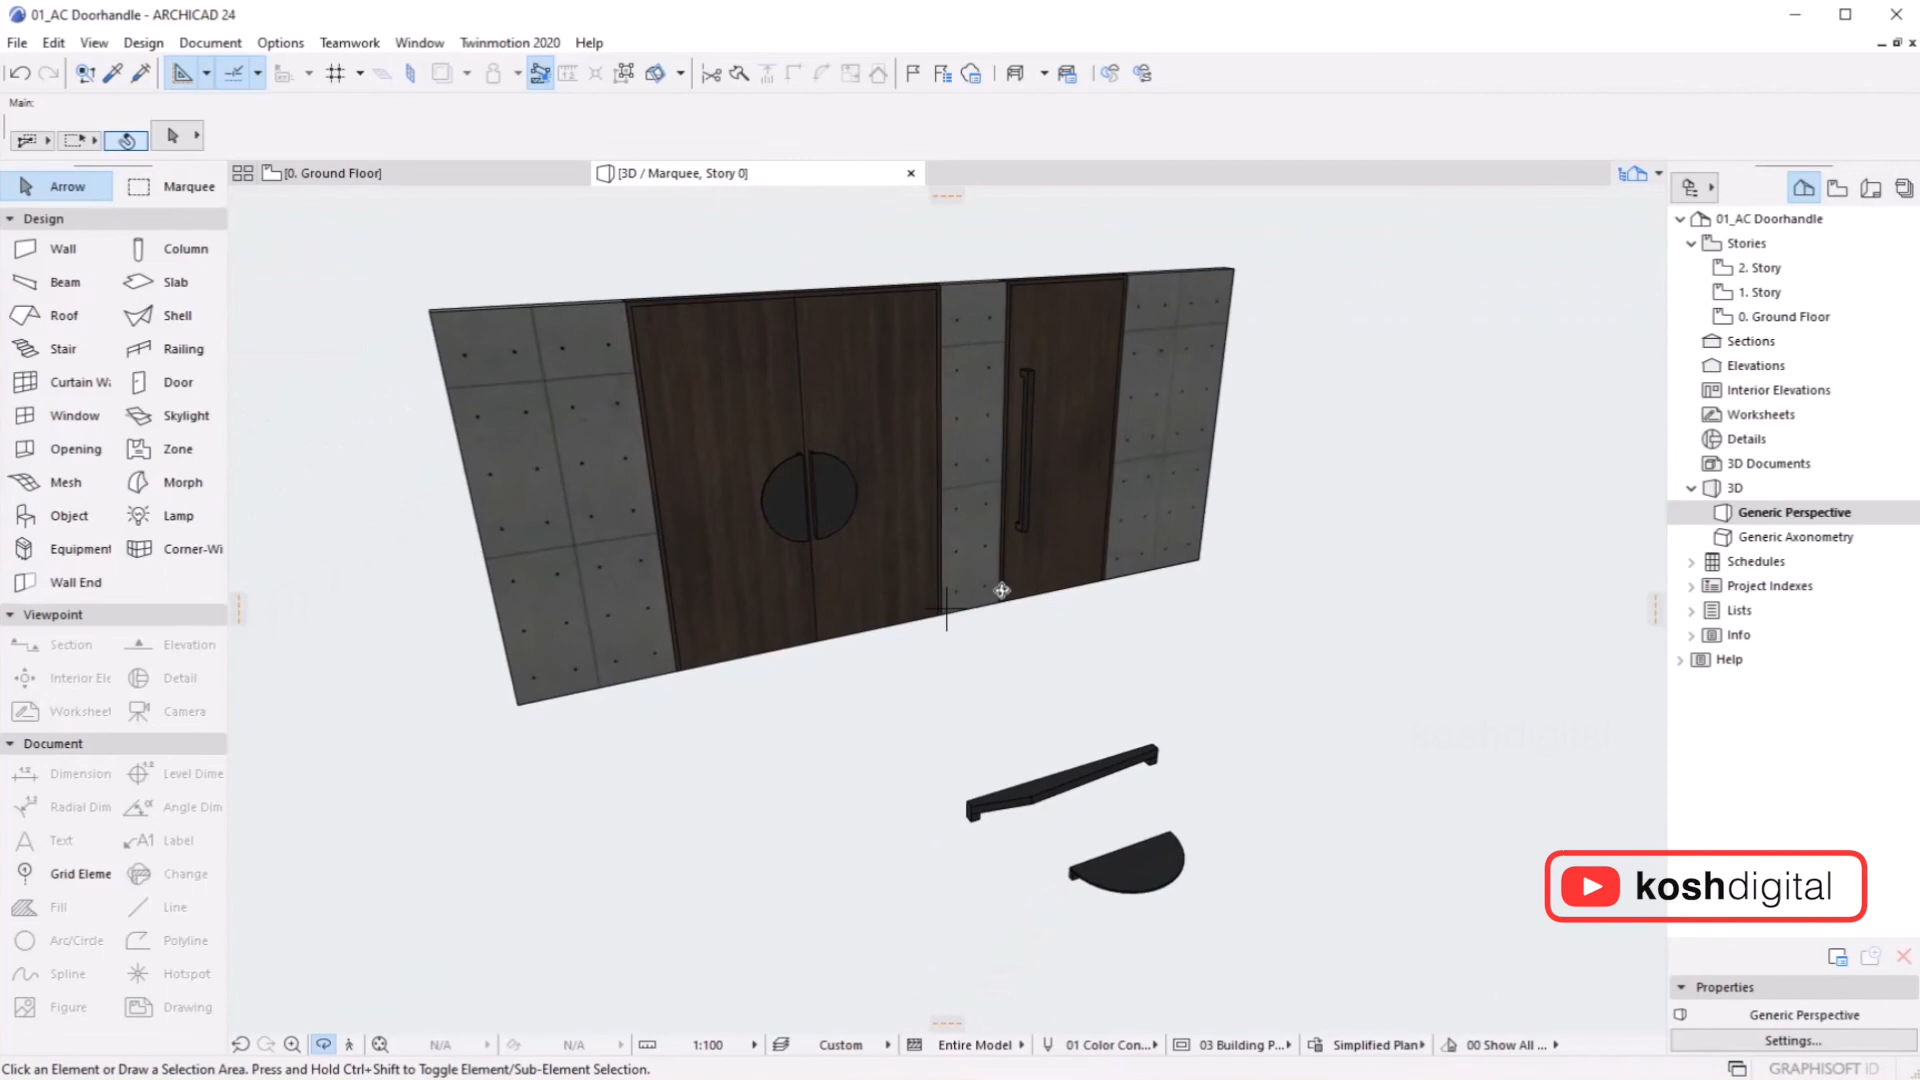 01_AC Doorhandle - ARCHICAD 24
File Edit View Design Document Options Teamwork Window Twinmotion 2020 Help
Main:
[0. Ground Floor]
[3D / Marquee, Story 0]
Arrow Marquee
Design
Wall Column
Beam Slab
Roof Shell
Stair Railing
Curtain Wa Door
Window Skylight
Opening Zone
Mesh Morph
Object Lamp
Equipment Corner-Wi
Wall End
Viewpoint
Section Elevation
Interior Ele Detail
Worksheet Camera
Document
Dimension Level Dime
Radial Dim Angle Dim
Text Label
Grid Eleme Change
Fill Line
Arc/Circle Polyline
Spline Hotspot
Figure Drawing
01_AC Doorhandle
Stories
2. Story
1. Story
0. Ground Floor
Sections
Elevations
Interior Elevations
Worksheets
Details
3D Documents
3D
Generic Perspective
Generic Axonometry
Schedules
Project Indexes
Lists
Info
Help
koshdigital
koshdigital
Properties
Generic Perspective
Settings...
N/A N/A 1:100 Custom Entire Model 01 Color Con... 03 Building P... Simplified Plan 00 Show All ...
Click an Element or Draw a Selection Area. Press and Hold Ctrl+Shift to Toggle Element/Sub-Element Selection.
GRAPHISOFT ID